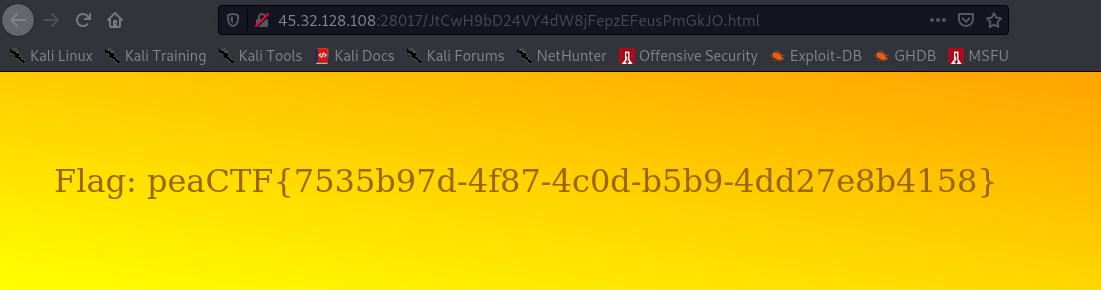 45.32.128.108:28017/JtCwH9bD24VY4dW8jFepzEFeusPmGkJO.html
Kali Linux Kali Training Kali Tools Kali Docs Kali Forums NetHunter Offensive Security Exploit-DB GHDB MSFU
Flag: peaCTF{7535b97d-4f87-4c0d-b5b9-4dd27e8b4158}